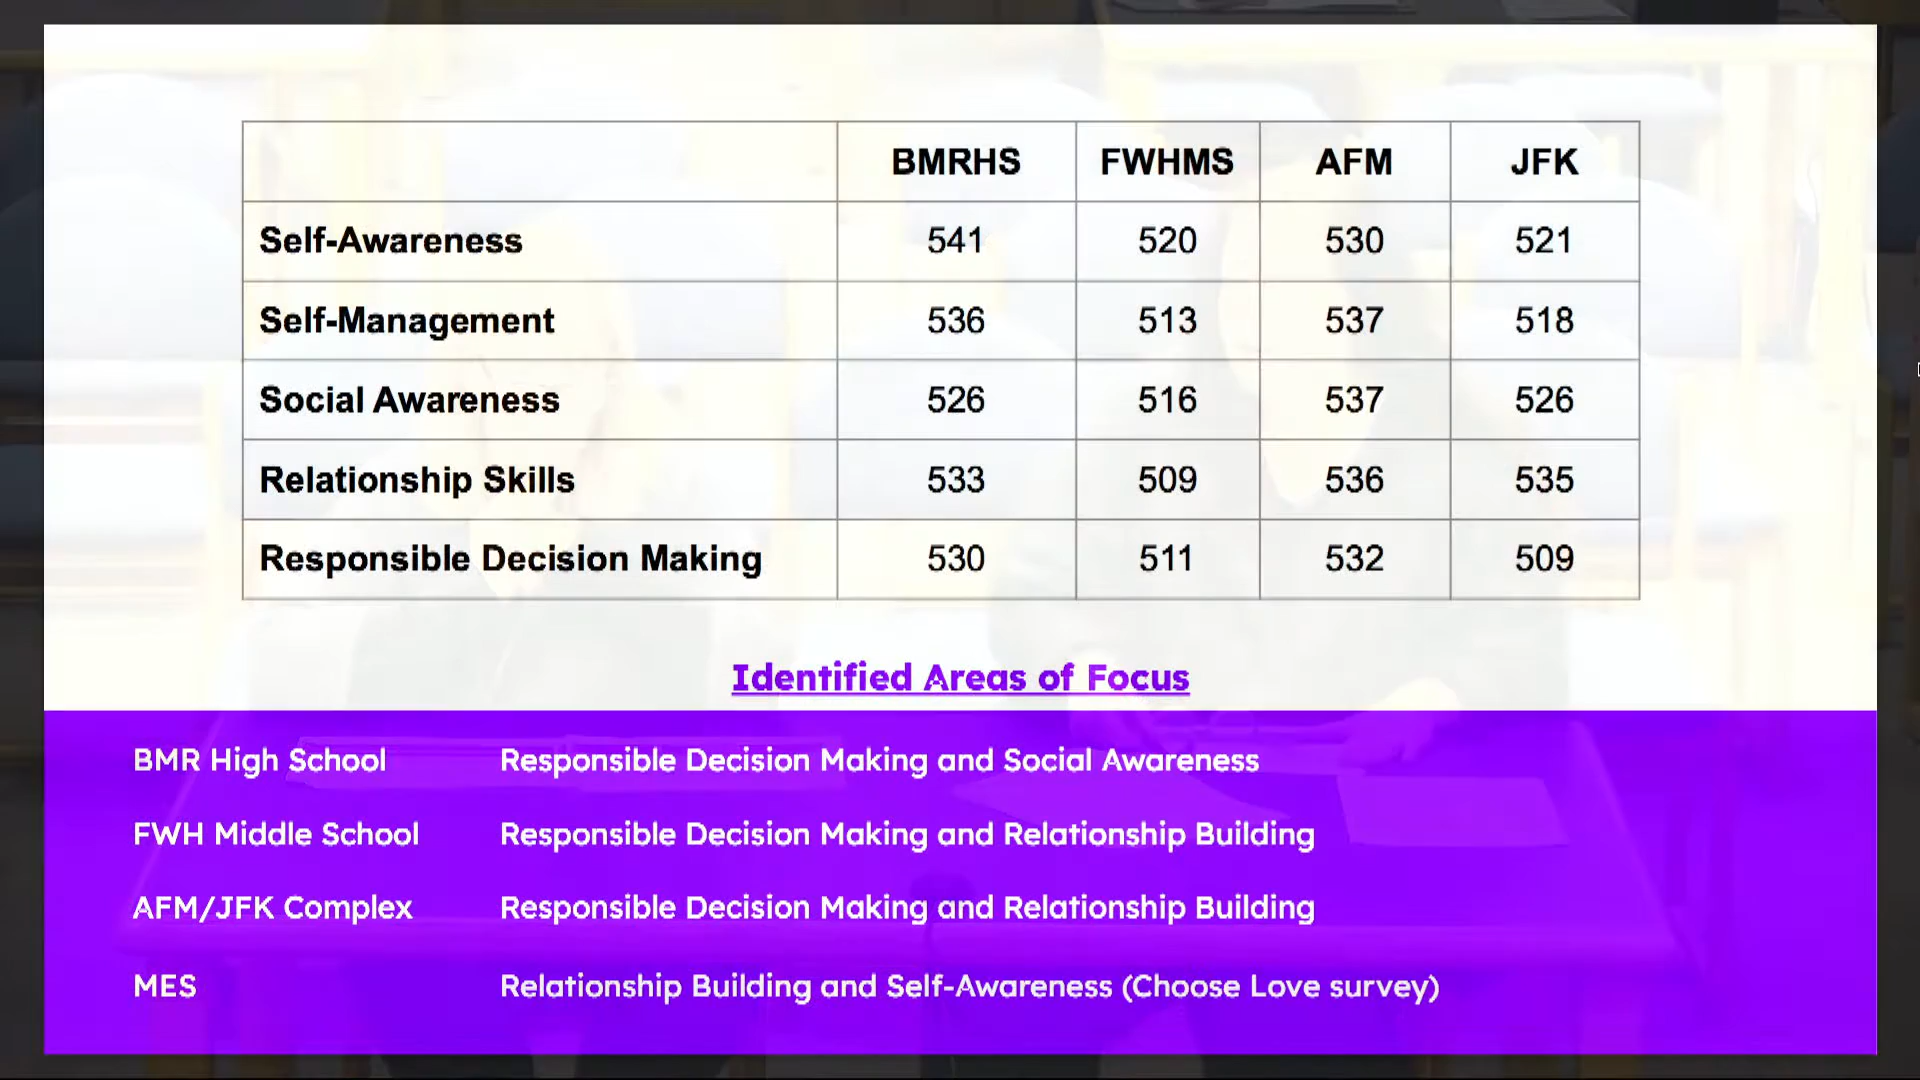 BMRHS FWHMS AFM JFK
Self-Awareness 541 520 530 521
Self-Management 536 513 537 518
Social Awareness 526 516 537 526
Relationship Skills 533 509 536 535
Responsible Decision Making 530 511 532 509
Identified Areas of Focus
BMR High School Responsible Decision Making and Social Awareness
FWH Middle School Responsible Decision Making and Relationship Building
AFM/JFK Complex Responsible Decision Making and Relationship Building
MES Relationship Building and Self-Awareness (Choose Love survey)